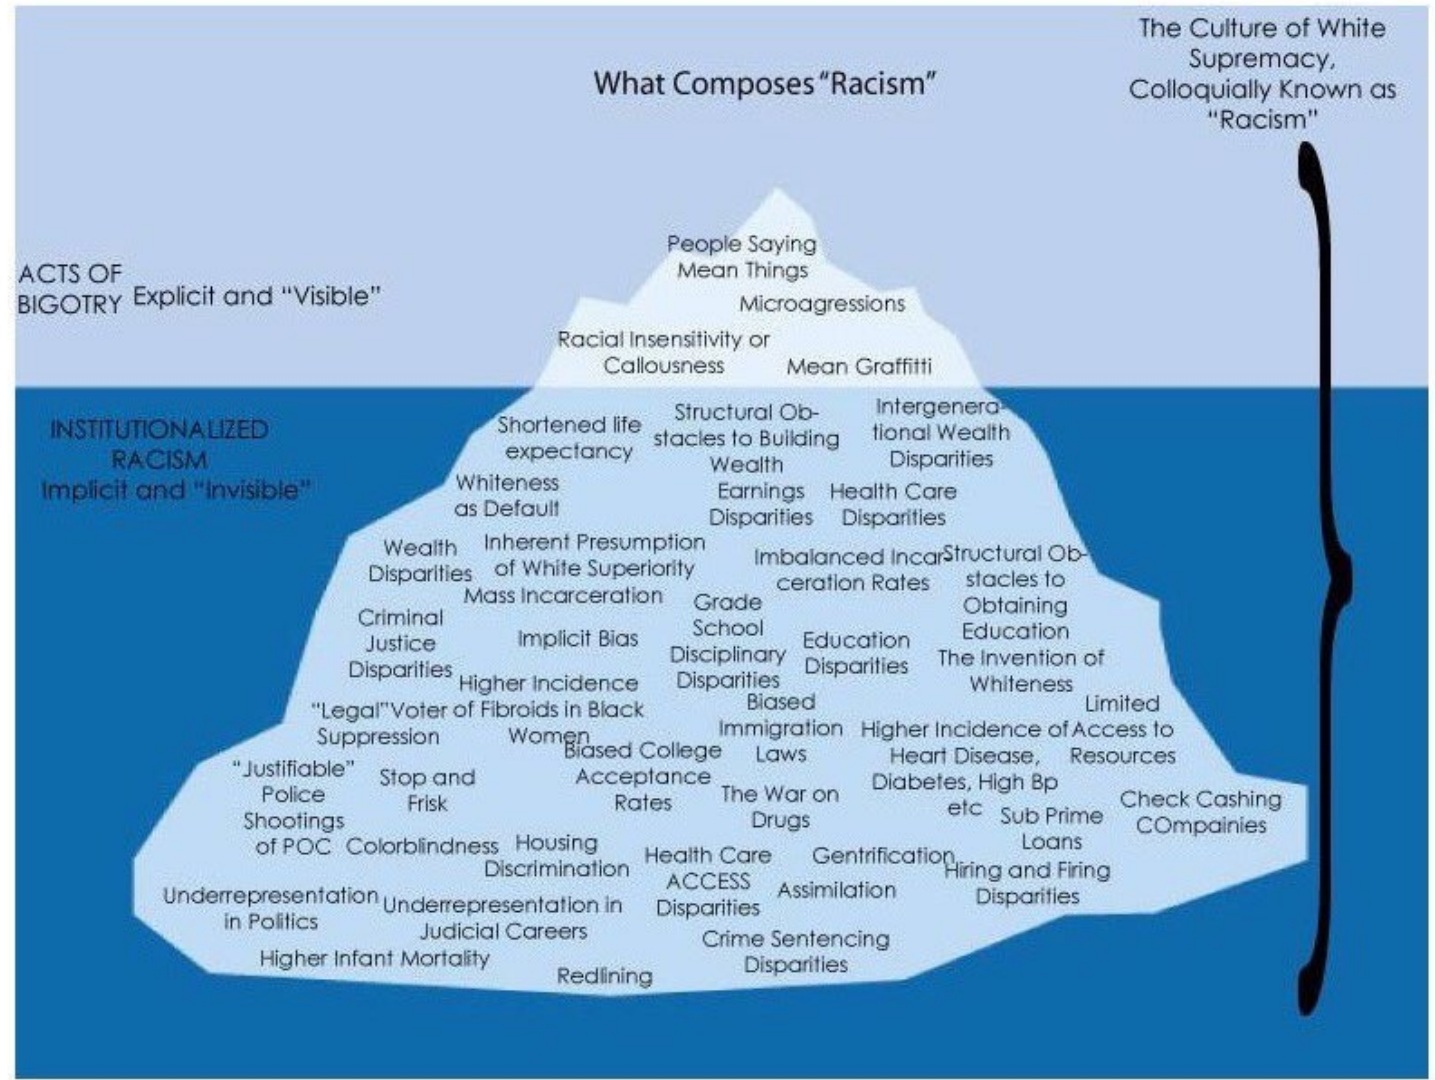 The Culture of White
Supremacy,
Colloquially Known as
“Racism”
What Composes “Racism”
People Saying
Mean Things
Microagressions
Racial Insensitivity or
Callousness
Mean Graffitti
ACTS OF
BIGOTRY
Explicit and “Visible”
INSTITUTIONALIZED
RACISM
Implicit and “Invisible”
Shortened life
expectancy
Structural Ob-
stacles to Building
Wealth
Intergenera-
tional Wealth
Disparities
Whiteness
as Default
Earnings
Disparities
Health Care
Disparities
Wealth
Disparities
Inherent Presumption
of White Superiority
Imbalanced Incar-
ceration Rates
Structural Ob-
stacles to
Obtaining
Education
Mass Incarceration
Criminal
Justice
Disparities
Implicit Bias
Grade
School
Disciplinary
Disparities
Education
Disparities
The Invention of
Whiteness
Higher Incidence
of Fibroids in Black
Women
“Legal”Voter
Suppression
Biased
Immigration
Laws
Higher Incidence of
Heart Disease,
Diabetes, High Bp
etc
Limited
Access to
Resources
“Justifiable”
Police
Shootings
of POC
Stop and
Frisk
Biased College
Acceptance
Rates
The War on
Drugs
Sub Prime
Loans
Check Cashing
COmpainies
Colorblindness
Housing
Discrimination
Health Care
ACCESS
Disparities
Gentrification
Assimilation
Hiring and Firing
Disparities
Underrepresentation
in Politics
Underrepresentation in
Judicial Careers
Crime Sentencing
Disparities
Higher Infant Mortality
Redlining